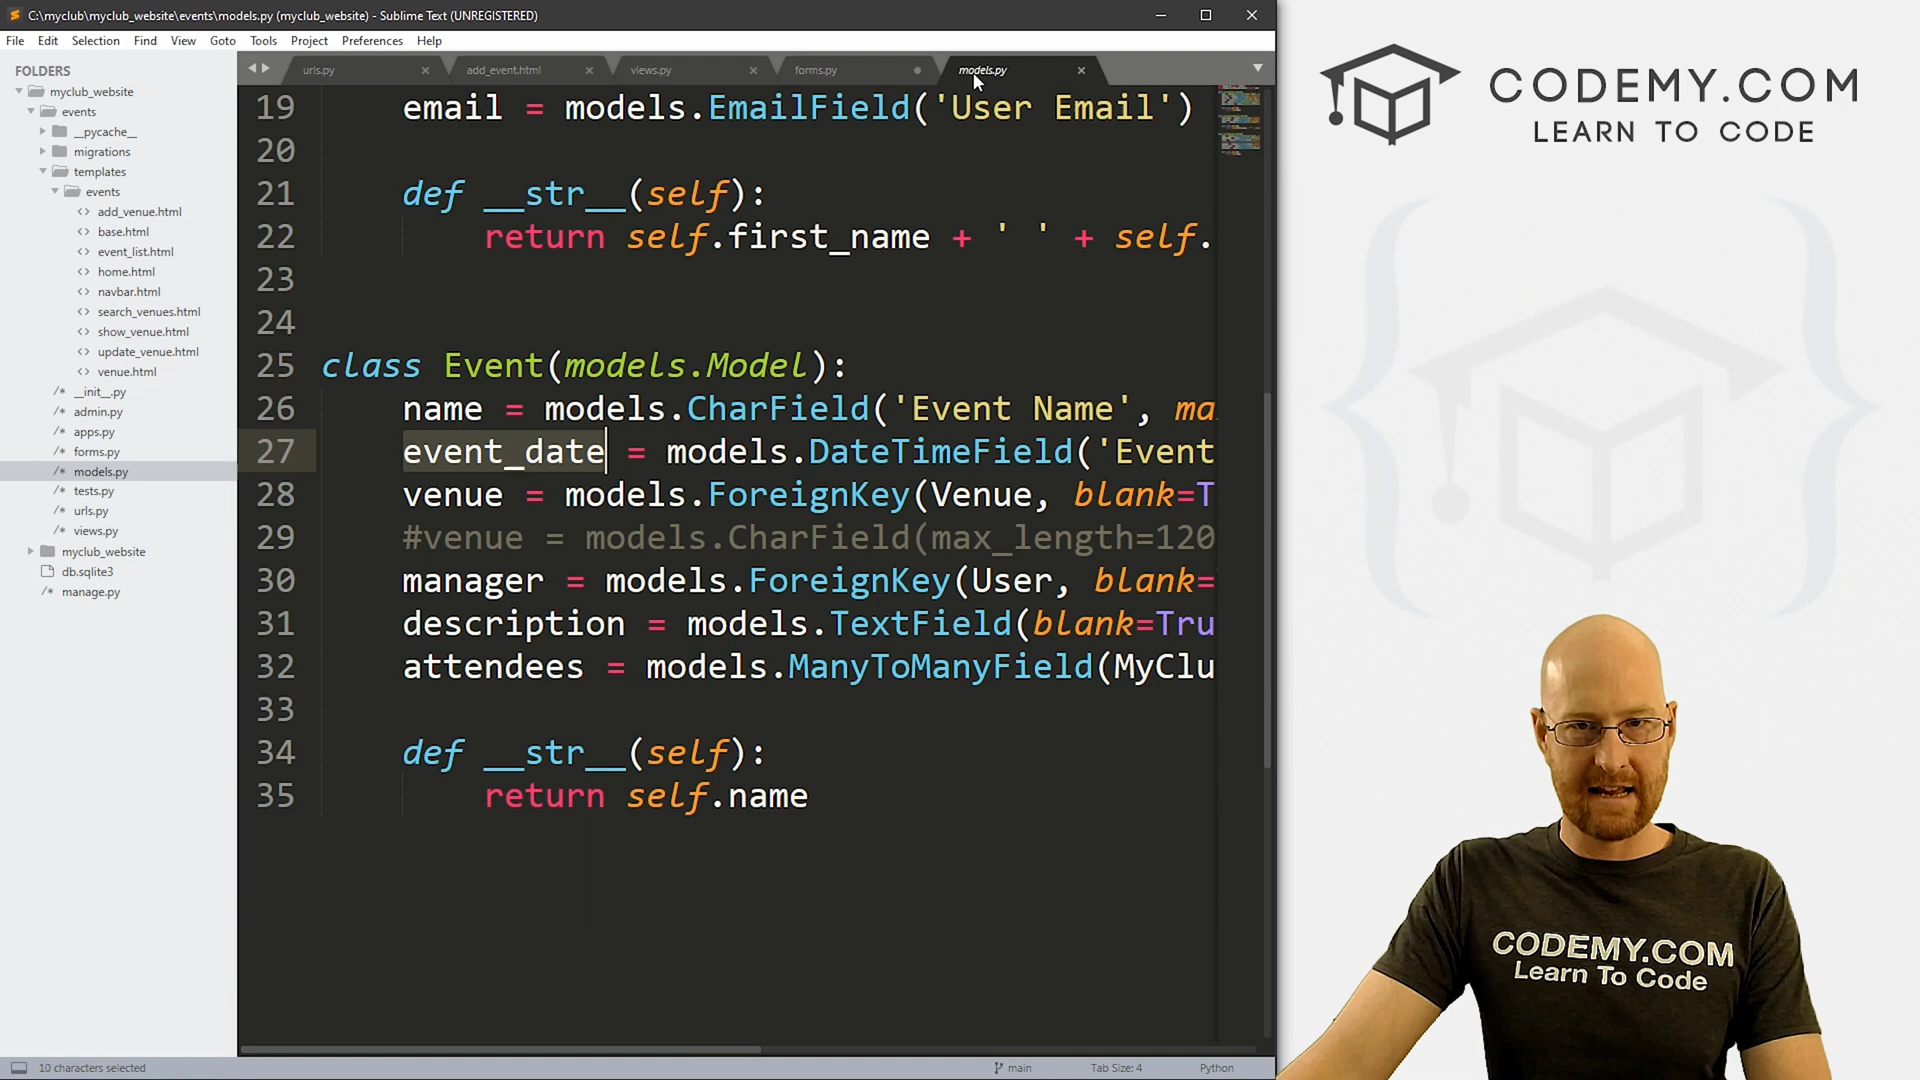 C:\myclub\myclub_website\events\models.py (myclub_website) - Sublime Text (UNREGISTERED)
File Edit Selection Find View Goto Tools Project Preferences Help
FOLDERS
myclub_website
events
__pycache__
migrations
templates
events
add_venue.html
base.html
event_list.html
home.html
navbar.html
search_venues.html
show_venue.html
update_venue.html
venue.html
__init__.py
admin.py
apps.py
forms.py
models.py
tests.py
urls.py
views.py
myclub_website
db.sqlite3
manage.py
urls.py add_event.html views.py forms.py models.py
19 email = models.EmailField('User Email')
20
21 def __str__(self):
22 return self.first_name + ' ' + self.
23
24
25 class Event(models.Model):
26 name = models.CharField('Event Name', ma
27 event_date = models.DateTimeField('Event
28 venue = models.ForeignKey(Venue, blank=T
29 #venue = models.CharField(max_length=120
30 manager = models.ForeignKey(User, blank=
31 description = models.TextField(blank=Tru
32 attendees = models.ManyToManyField(MyClu
33
34 def __str__(self):
35 return self.name
10 characters selected
main
Tab Size: 4
Python
CODEMY.COM
LEARN TO CODE
CODEMY.COM
Learn To Code